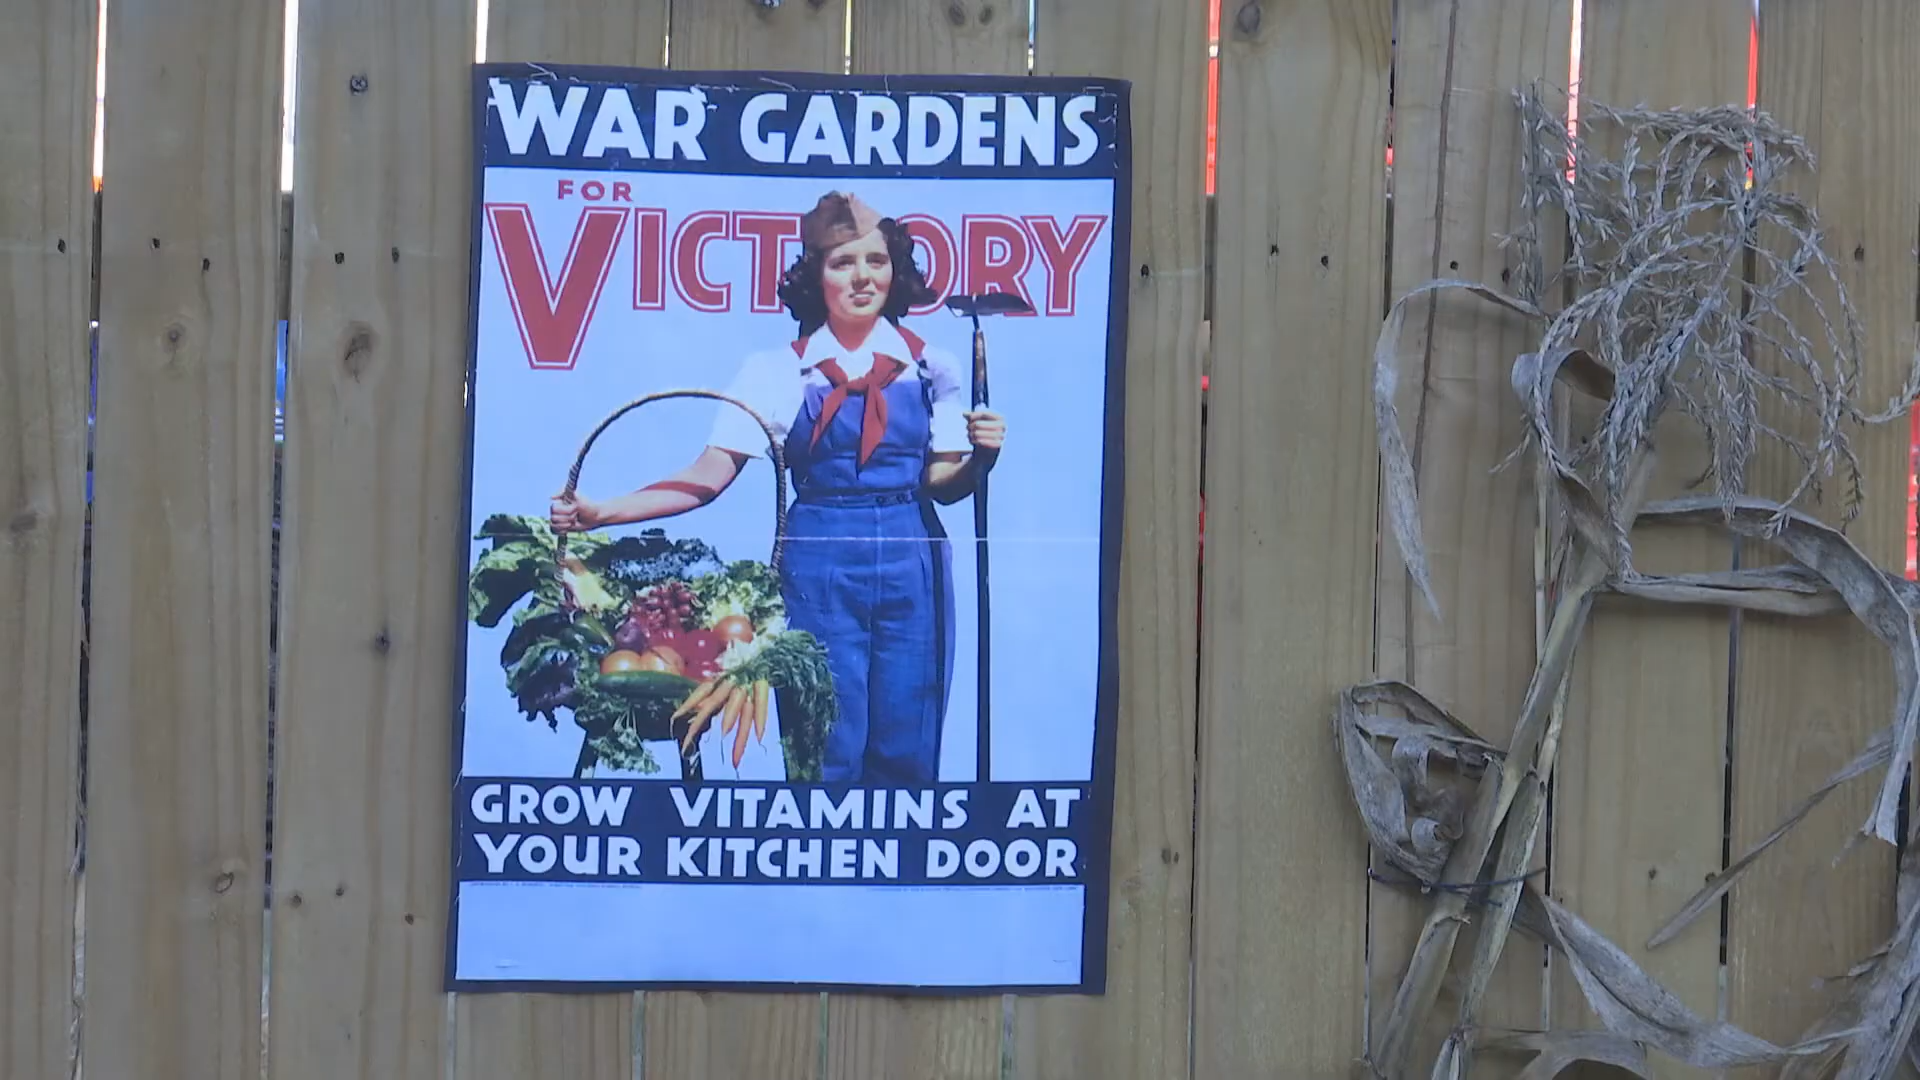 WAR GARDENS
FOR
VICTORY
GROW VITAMINS AT
YOUR KITCHEN DOOR